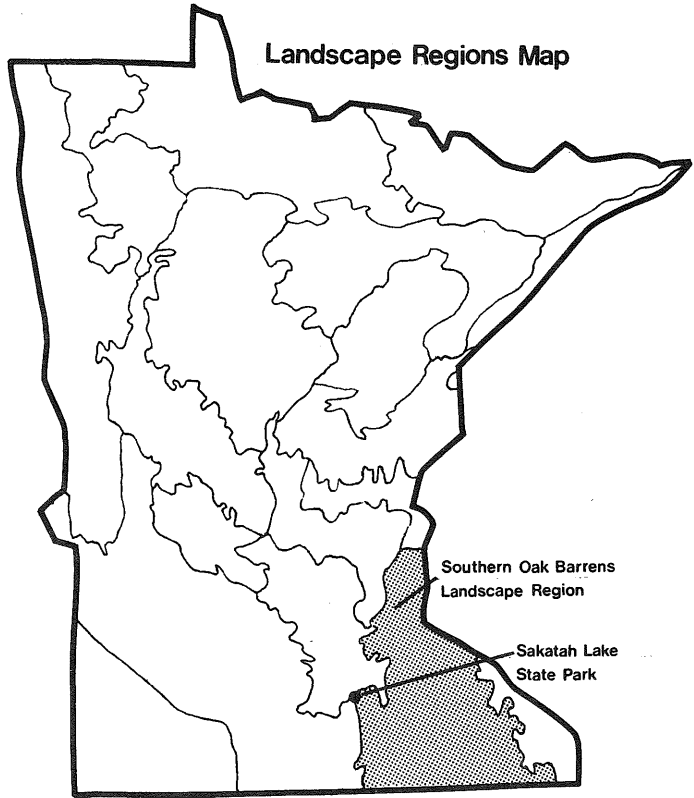 Landscape Regions Map
Southern Oak Barrens
Landscape Region
Sakatah Lake
State Park